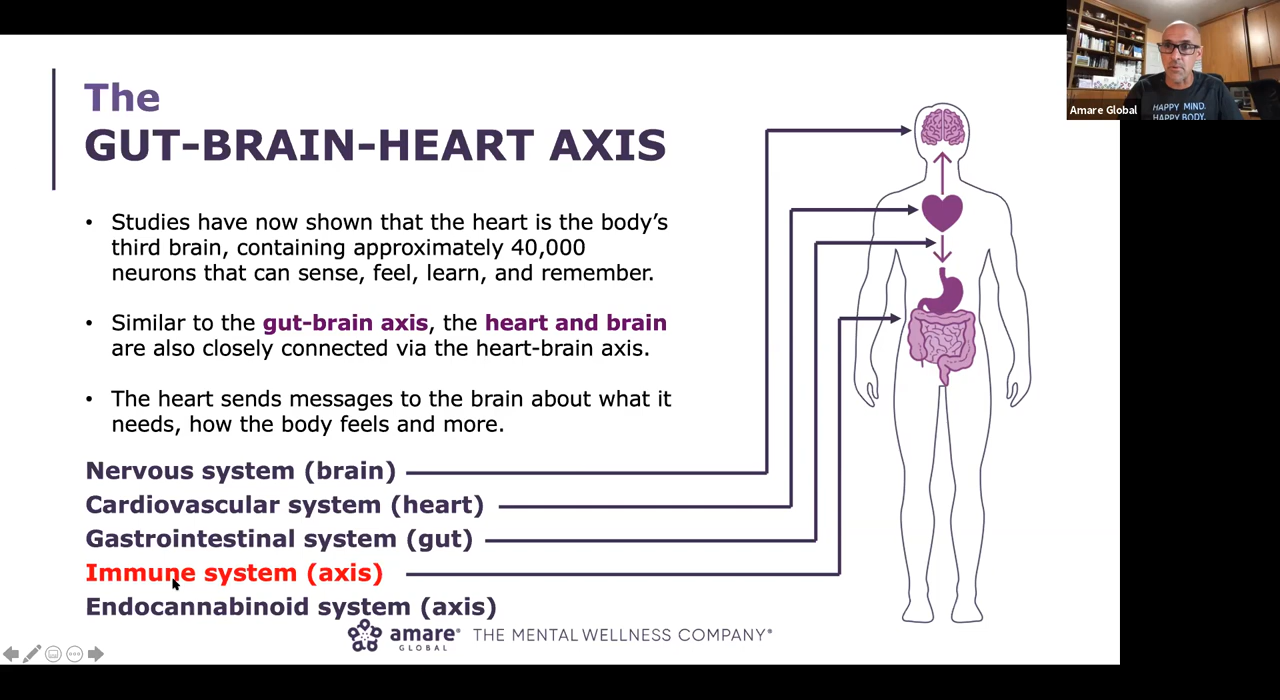 The
GUT-BRAIN-HEART AXIS
• Studies have now shown that the heart is the body’s
third brain, containing approximately 40,000
neurons that can sense, feel, learn, and remember.
• Similar to the gut-brain axis, the heart and brain
are also closely connected via the heart-brain axis.
• The heart sends messages to the brain about what it
needs, how the body feels and more.
Nervous system (brain)
Cardiovascular system (heart)
Gastrointestinal system (gut)
Immune system (axis)
Endocannabinoid system (axis)
amare® THE MENTAL WELLNESS COMPANY®
GLOBAL
Amare Global
HAPPY MIND.
HAPPY BODY.